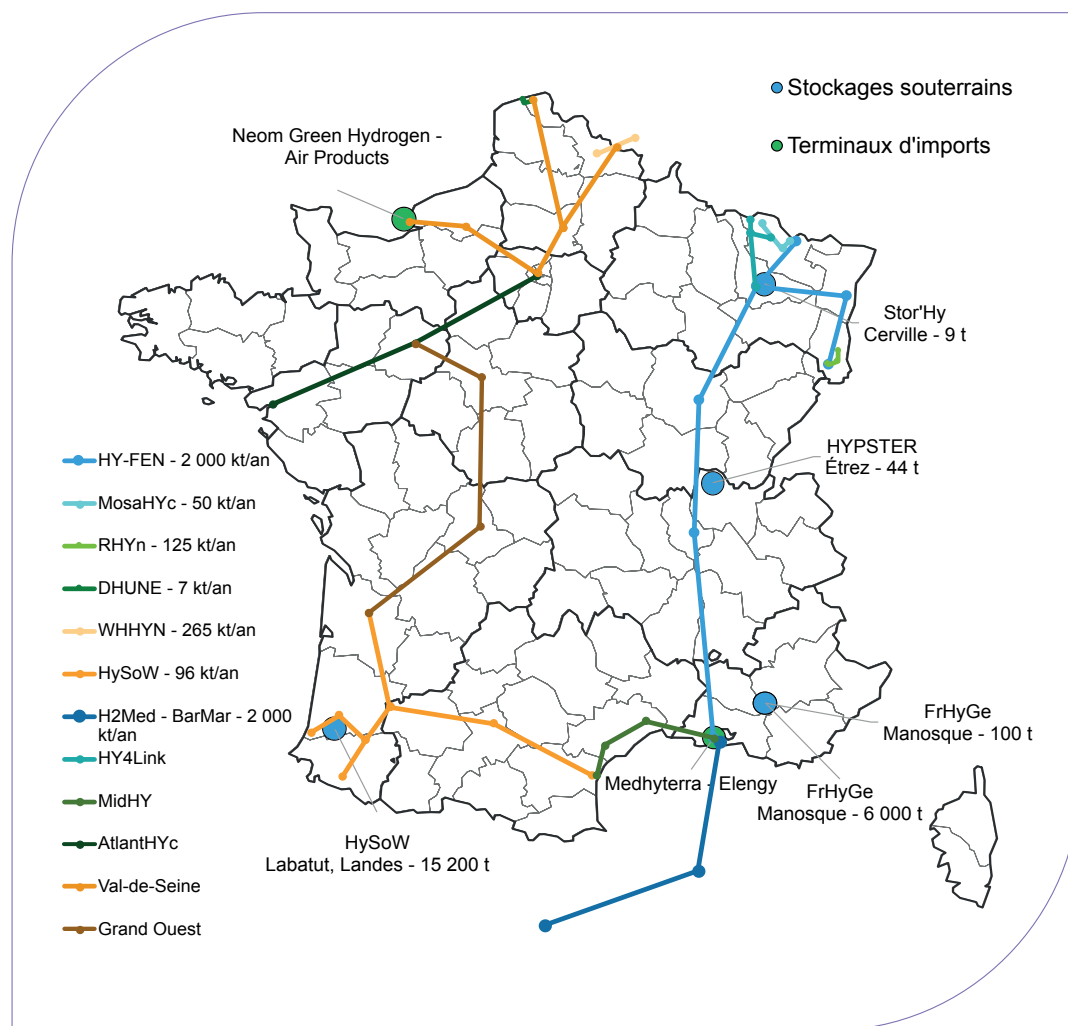 Stockages souterrains
Terminaux d'imports
Neom Green Hydrogen -
Air Products
Stor'Hy
Cerville - 9 t
HYPSTER
Étrez - 44 t
HY-FEN - 2 000 kt/an
MosaHYc - 50 kt/an
RHYn - 125 kt/an
DHUNE - 7 kt/an
WHHYN - 265 kt/an
HySoW - 96 kt/an
H2Med - BarMar - 2 000
kt/an
HY4Link
MidHY
AtlantHYc
Val-de-Seine
Grand Ouest
FrHyGe
Manosque - 100 t
Medhyterra - Elengy
FrHyGe
Manosque - 6 000 t
HySoW
Labatut, Landes - 15 200 t